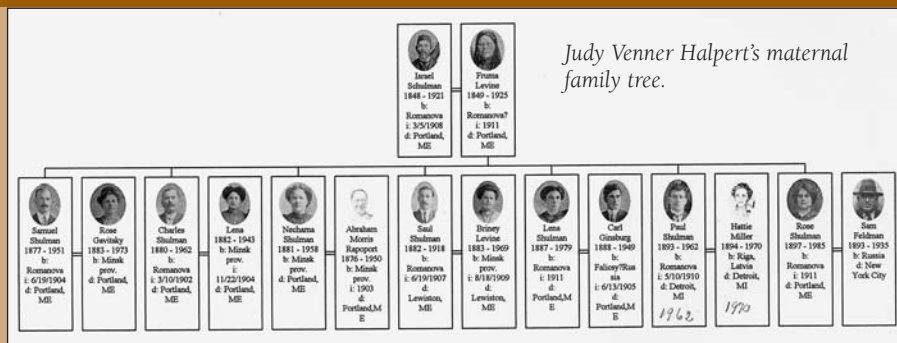 Judy Venner Halpert's maternal
family tree.
Israel
Schulman
1848 - 1921
b:
Romanova
i: 3/5/1908
d: Portland,
ME
Fruma
Levine
1849 - 1925
b:
Romanova?
i: 1911
d: Portland,
ME
Samuel
Shulman
1877 - 1951
b:
Romanova
i: 6/19/1904
d: Portland,
ME
Rose
Gavitsky
1883 - 1973
b: Minsk
prov.
d: Portland,
ME
Charles
Shulman
1880 - 1962
b:
Romanova
i: 3/10/1902
d: Portland,
ME
Lena
1882 - 1943
b: Minsk
prov.
i:
11/22/1904
d: Portland,
ME
Nechama
Shulman
1881 - 1958
b: Minsk
prov.
d: Portland,
ME
Abraham
Morris
Rapoport
1876 - 1950
b: Minsk
prov.
i: 1903
d:
Portland,M
E
Saul
Shulman
1882 - 1918
b:
Romanova
i: 6/19/1907
d:
Lewiston,
ME
Briney
Levine
1883 - 1969
b: Minsk
prov.
i: 8/18/1909
d:
Lewiston,
ME
Lena
Shulman
1887 - 1979
b:
Romanova
i: 1911
d:
Portland,M
E
Carl
Ginsburg
1888 - 1949
b:
Falicsy?Rus
sia
i: 6/13/1905
d:
Portland,M
E
Paul
Shulman
1893 - 1962
b:
Romanova
i: 5/10/1910
d: Detroit,
MI
1962
Hattie
Miller
1894 - 1970
b: Riga,
Latvia
d: Detroit,
MI
1970
Rose
Shulman
1897 - 1985
b:
Romanova
i: 1911
d: Portland,
ME
Sam
Feldman
1893 - 1935
b: Russia
d: New
York City